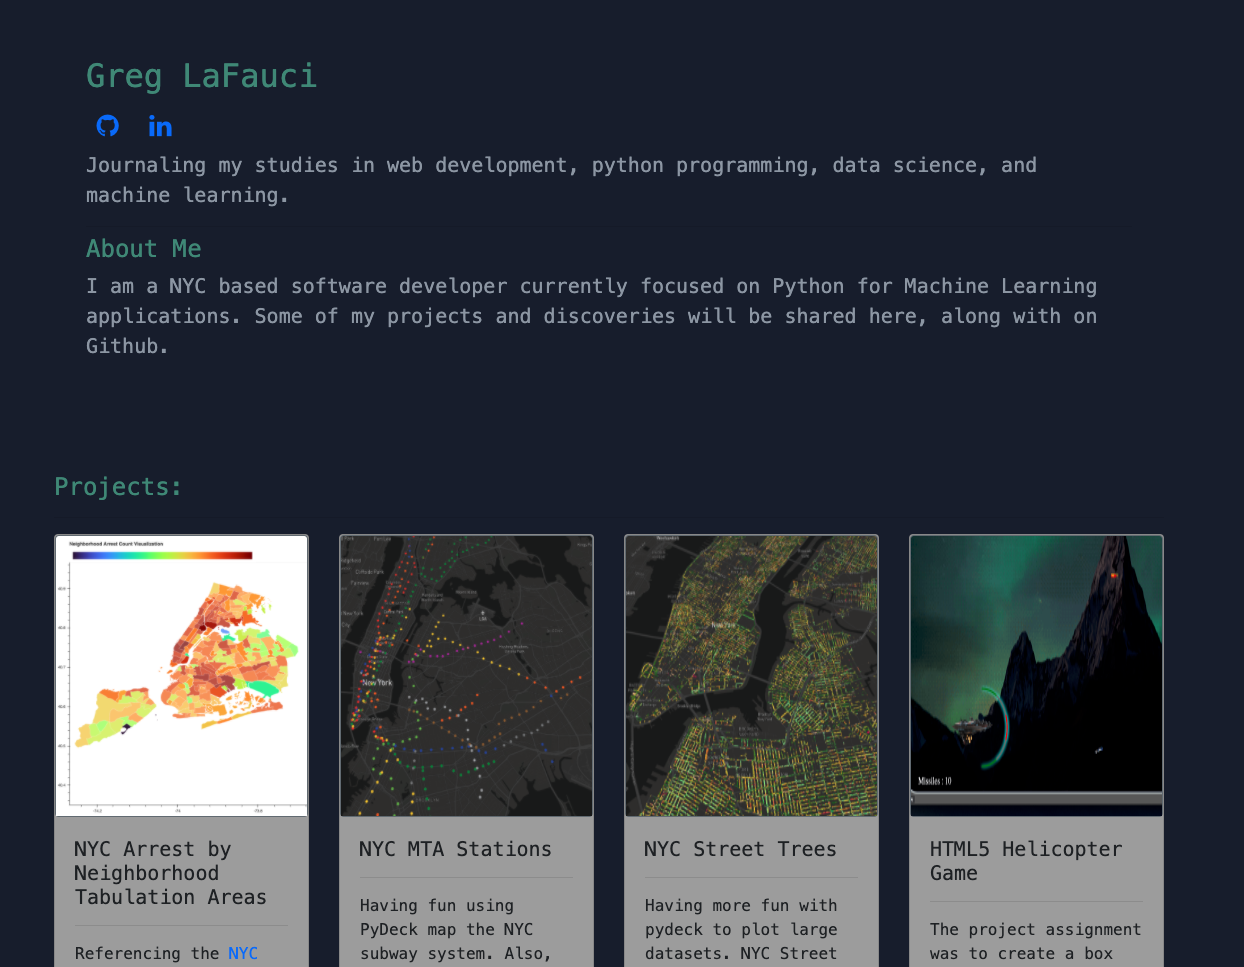 Greg LaFauci
Journaling my studies in web development, python programming, data science, and
machine learning.
About Me
I am a NYC based software developer currently focused on Python for Machine Learning
applications. Some of my projects and discoveries will be shared here, along with on
Github.
Projects:
Neighborhood Arrest Count Visualization
New York
New York
Missiles : 10
NYC Arrest by
Neighborhood
Tabulation Areas
Referencing the NYC
NYC MTA Stations
Having fun using
PyDeck map the NYC
subway system. Also,
NYC Street Trees
Having more fun with
pydeck to plot large
datasets. NYC Street
HTML5 Helicopter
Game
The project assignment
was to create a box